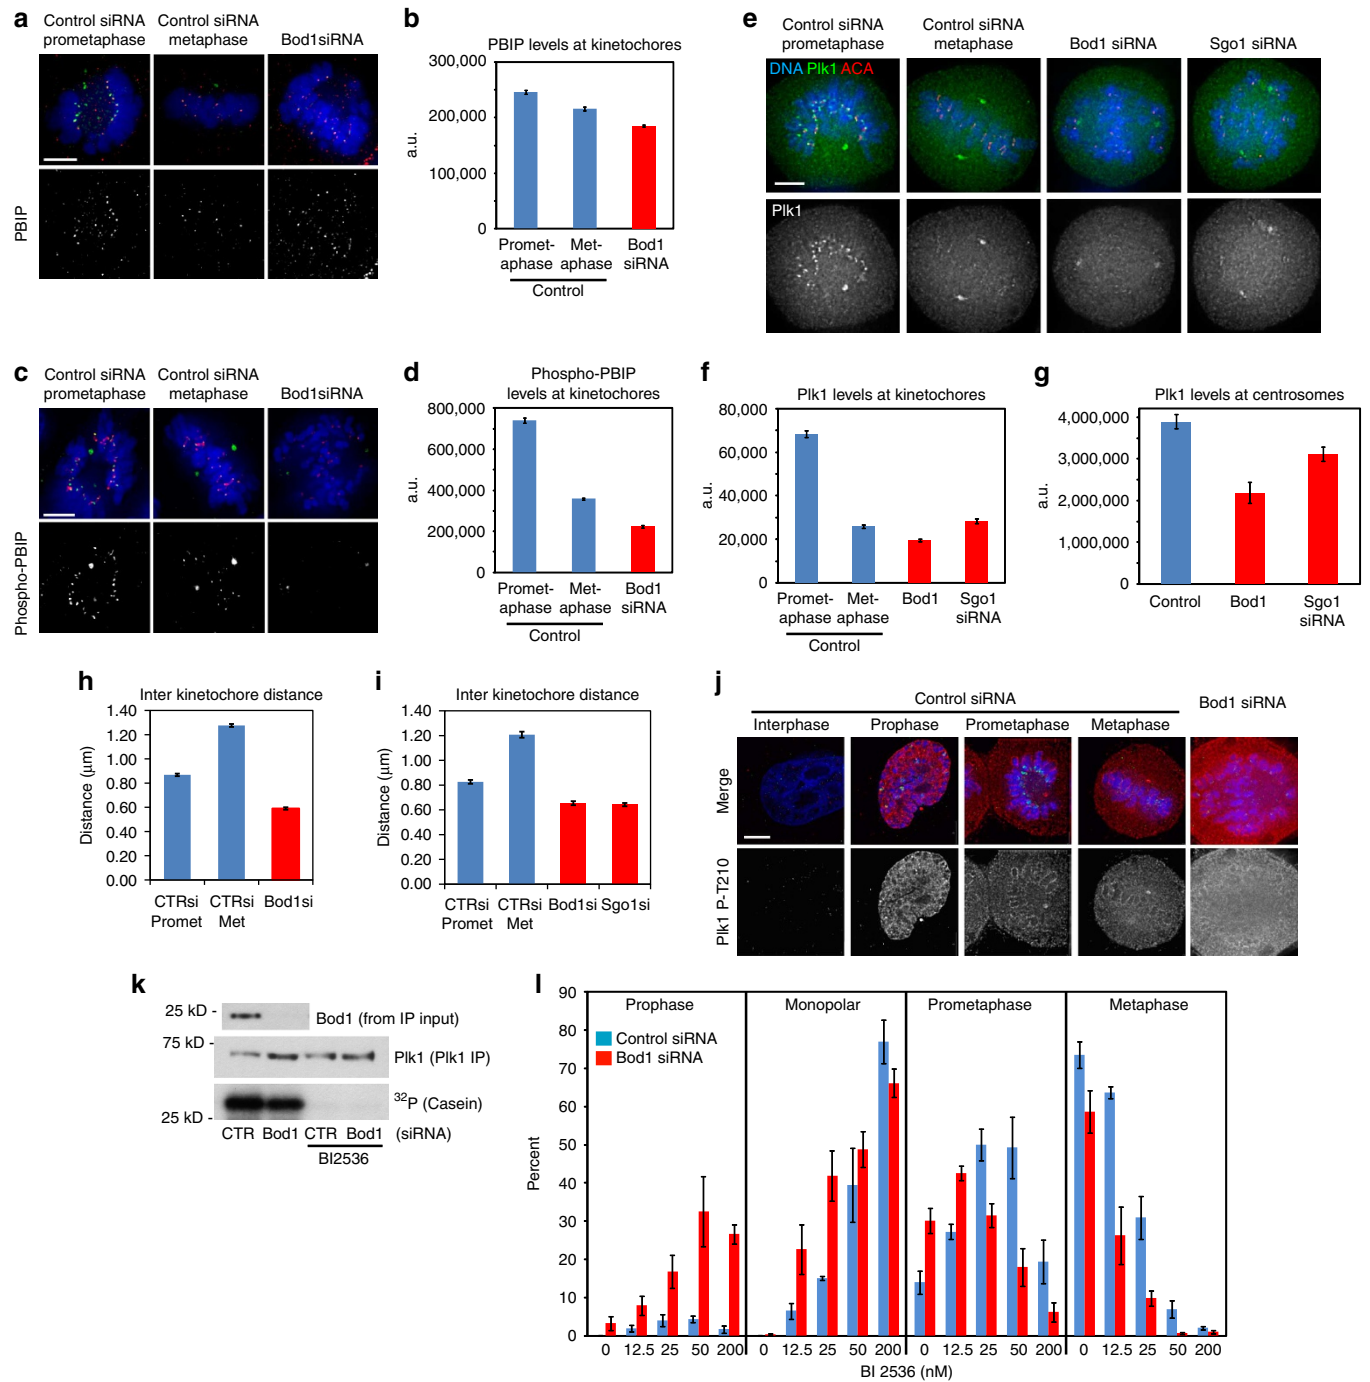 a
Control siRNA
prometaphase
Control siRNA
metaphase
Bod1siRNA
PBIP
b
PBIP levels at kinetochores
300,000
200,000
100,000
0
a.u.
Promet-
aphase
Met-
aphase
Bod1
siRNA
Control
c
Control siRNA
prometaphase
Control siRNA
metaphase
Bod1siRNA
Phospho-PBIP
d
Phospho-PBIP
levels at kinetochores
800,000
600,000
400,000
200,000
0
a.u.
Promet-
aphase
Met-
aphase
Bod1
siRNA
Control
e
Control siRNA
prometaphase
Control siRNA
metaphase
Bod1 siRNA
Sgo1 siRNA
DNA Plk1 ACA
Plk1
f
Plk1 levels at kinetochores
80,000
60,000
40,000
20,000
0
a.u.
Promet-
aphase
Met-
aphase
Bod1
Sgo1
siRNA
Control
g
Plk1 levels at centrosomes
4,000,000
3,000,000
2,000,000
1,000,000
0
a.u.
Control
Bod1
Sgo1
siRNA
h
Inter kinetochore distance
1.40
1.20
1.00
0.80
0.60
0.40
0.20
0.00
Distance (μm)
CTRsi
Promet
CTRsi
Met
Bod1si
i
Inter kinetochore distance
1.40
1.20
1.00
0.80
0.60
0.40
0.20
0.00
Distance (μm)
CTRsi
Promet
CTRsi
Met
Bod1si
Sgo1si
j
Control siRNA
Bod1 siRNA
Interphase
Prophase
Prometaphase
Metaphase
Merge
Plk1 P-T210
k
25 kD -
Bod1 (from IP input)
75 kD -
Plk1 (Plk1 IP)
32P (Casein)
25 kD -
CTR Bod1 CTR Bod1 (siRNA)
BI2536
l
90
80
70
60
50
40
30
20
10
0
Percent
Prophase
Monopolar
Prometaphase
Metaphase
Control siRNA
Bod1 siRNA
0 12.5 25 50 200
0 12.5 25 50 200
0 12.5 25 50 200
0 12.5 25 50 200
BI 2536 (nM)